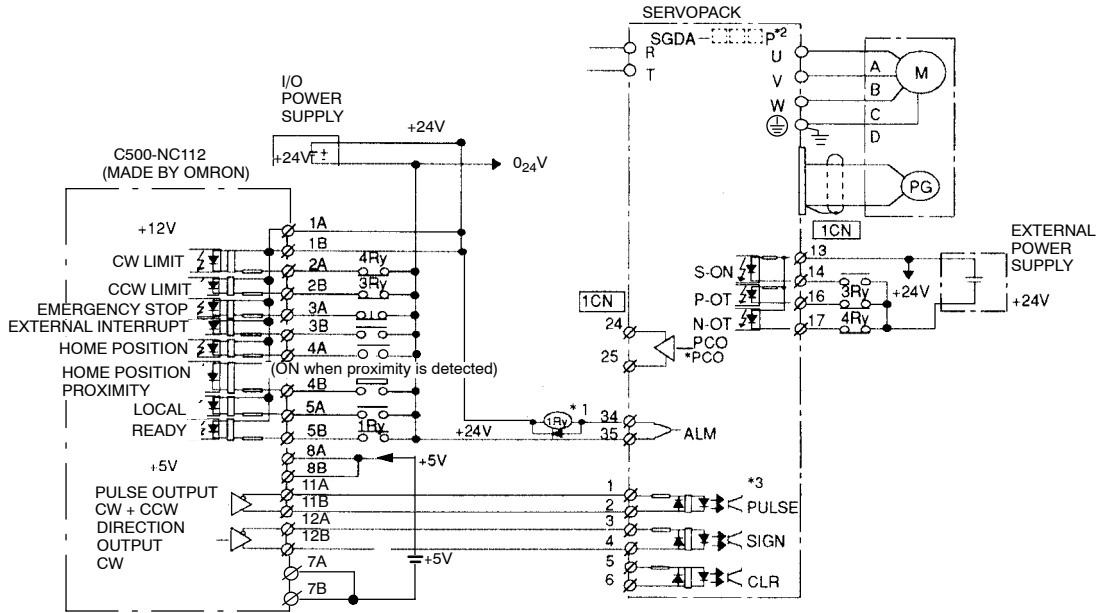 SERVOPACK
SGDA- P*2
R
T
U
V
W
A
B
C
D
M
PG
1CN
I/O
POWER
SUPPLY
+24V
+24V
0₂₄V
C500-NC112
(MADE BY OMRON)
+12V
CW LIMIT
CCW LIMIT
EMERGENCY STOP
EXTERNAL INTERRUPT
HOME POSITION
(ON when proximity is detected)
HOME POSITION
PROXIMITY
LOCAL
READY
+5V
PULSE OUTPUT
CW + CCW
DIRECTION
OUTPUT
CW
1A
1B
2A
2B
3A
3B
4A
4B
5A
5B
8A
8B
11A
11B
12A
12B
7A
7B
4Ry
3Ry
1Ry
+24V
+5V
+5V
1Ry
*1
1CN
24
25
PCO
*PCO
34
35
ALM
1
2
3
4
5
6
*3
PULSE
SIGN
CLR
S-ON
P-OT
N-OT
13
14
16
17
3Ry
4Ry
+24V
EXTERNAL
POWER
SUPPLY
+24V